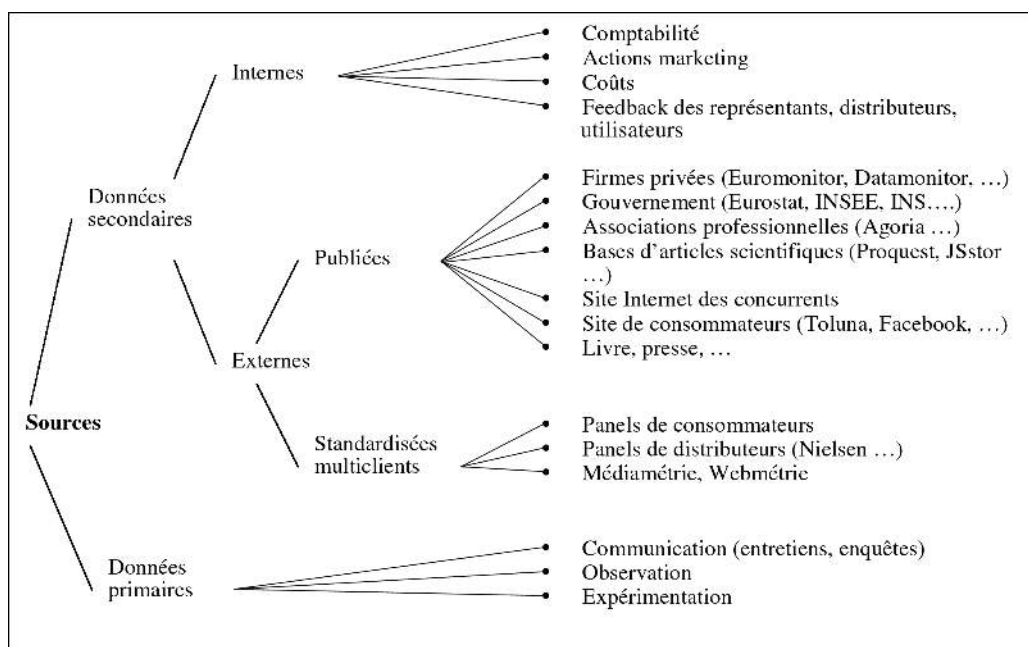 Comptabilité
Actions marketing
Internes
Coûts
Feedback des représentants, distributeurs,
utilisateurs
Données
secondaires
Firmes privées (Euromonitor, Datamonitor, …)
Gouvernement (Eurostat, INSEE, INS….)
Associations professionnelles (Agoria …)
Publiées
Bases d’articles scientifiques (Proquest, JSstor
…)
Site Internet des concurrents
Site de consommateurs (Toluna, Facebook, …)
Livre, presse, …
Externes
Sources
Standardisées
multiclients
Panels de consommateurs
Panels de distributeurs (Nielsen …)
Médiamétric, Webmétric
Données
primaires
Communication (entretiens, enquêtes)
Observation
Expérimentation